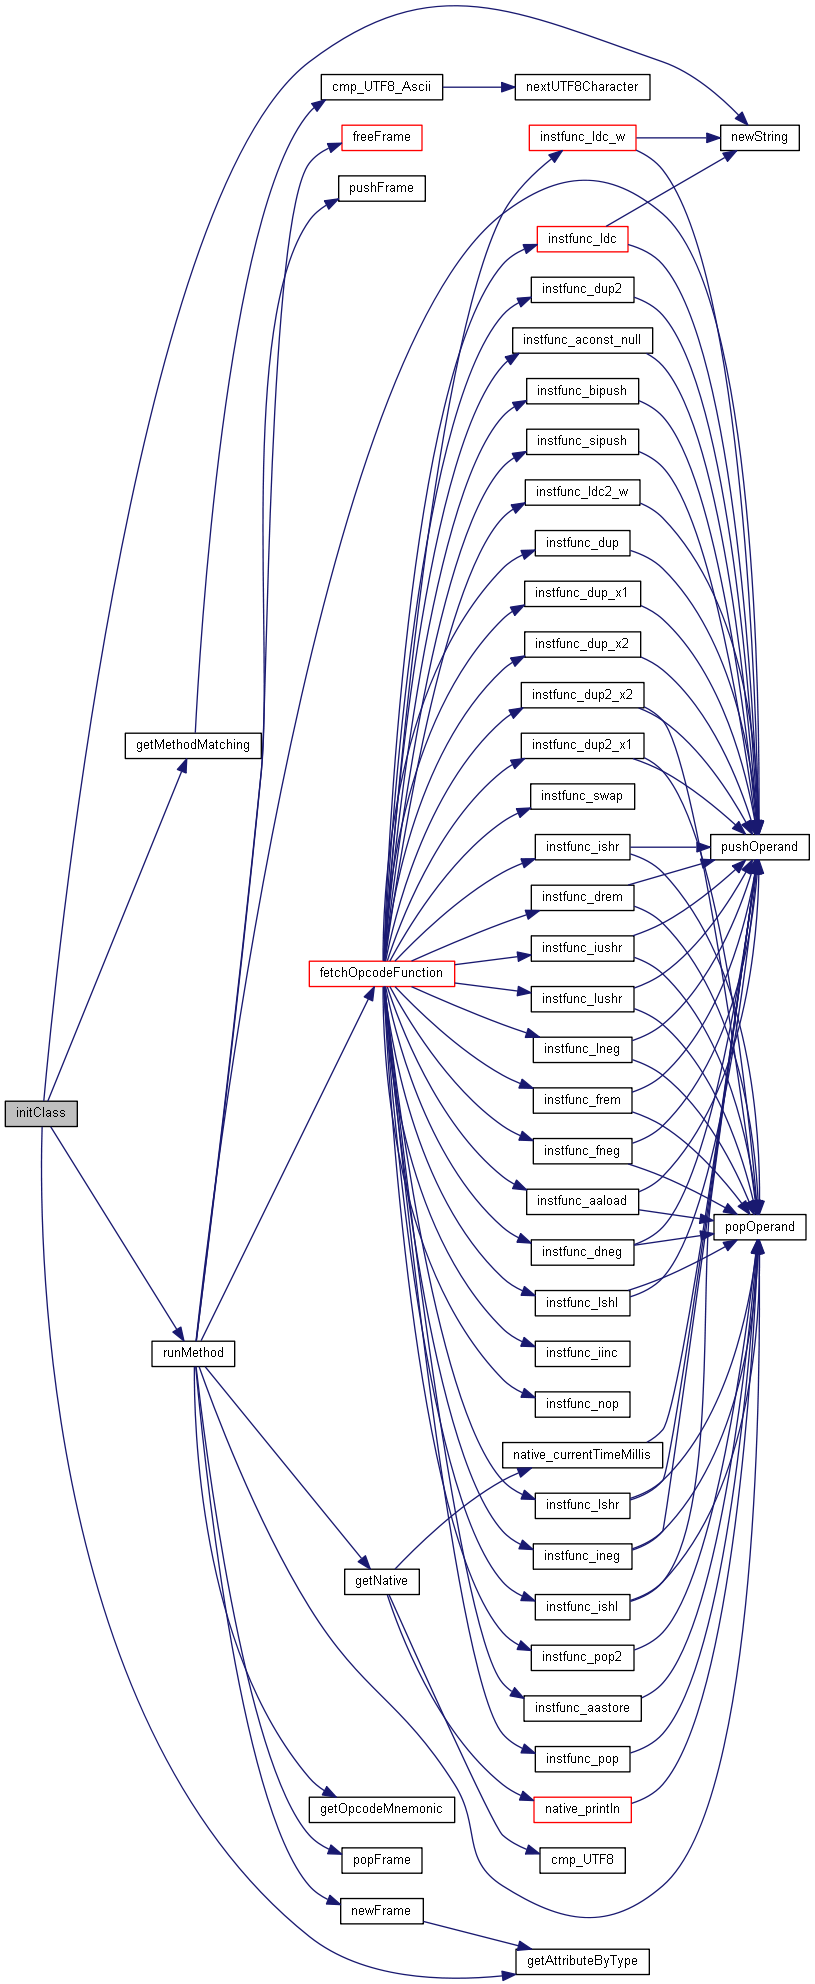 cmp_UTF8_Ascii
nextUTF8Character
newString
freeFrame
instfunc_ldc_w
pushFrame
instfunc_ldc
instfunc_dup2
instfunc_aconst_null
instfunc_bipush
instfunc_sipush
instfunc_ldc2_w
instfunc_dup
instfunc_dup_x1
instfunc_dup_x2
instfunc_dup2_x2
getMethodMatching
instfunc_dup2_x1
instfunc_swap
instfunc_ishr
pushOperand
instfunc_drem
instfunc_iushr
fetchOpcodeFunction
instfunc_lushr
instfunc_lneg
instfunc_frem
initClass
instfunc_fneg
instfunc_aaload
popOperand
instfunc_dneg
instfunc_lshl
runMethod
instfunc_iinc
instfunc_nop
native_currentTimeMillis
instfunc_lshr
instfunc_ineg
getNative
instfunc_ishl
instfunc_pop2
instfunc_aastore
instfunc_pop
getOpcodeMnemonic
native_println
popFrame
cmp_UTF8
newFrame
getAttributeByType